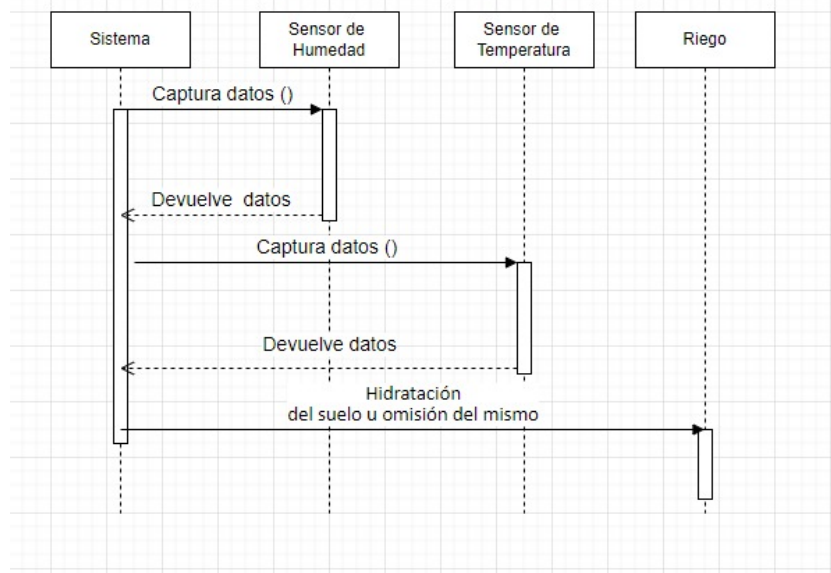 Sistema
Sensor de
Humedad
Sensor de
Temperatura
Riego
Captura datos ()
Devuelve datos
Captura datos ()
Devuelve datos
Hidratación
del suelo u omisión del mismo